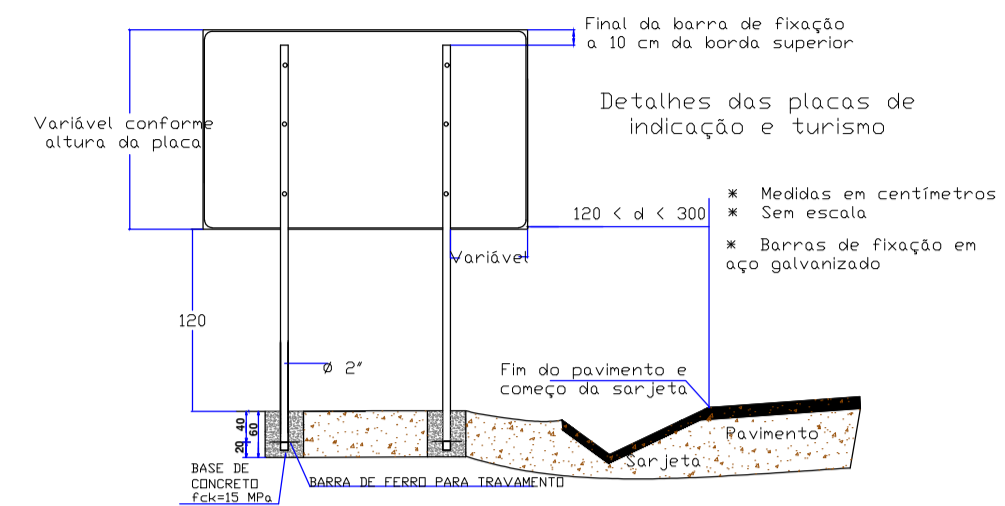 Final da barra de fixação
a 10 cm da borda superior
Detalhes das placas de
indicação e turismo
Variável conforme
altura da placa
* Medidas em centímetros
* Sem escala
* Barras de fixação em
aço galvanizado
120 < d < 300
Variável
120
Ø 2"
Fim do pavimento e
começo da sarjeta
40
60
20
Pavimento
Sarjeta
BASE DE
CONCRETO
fck=15 MPa
BARRA DE FERRO PARA TRAVAMENTO